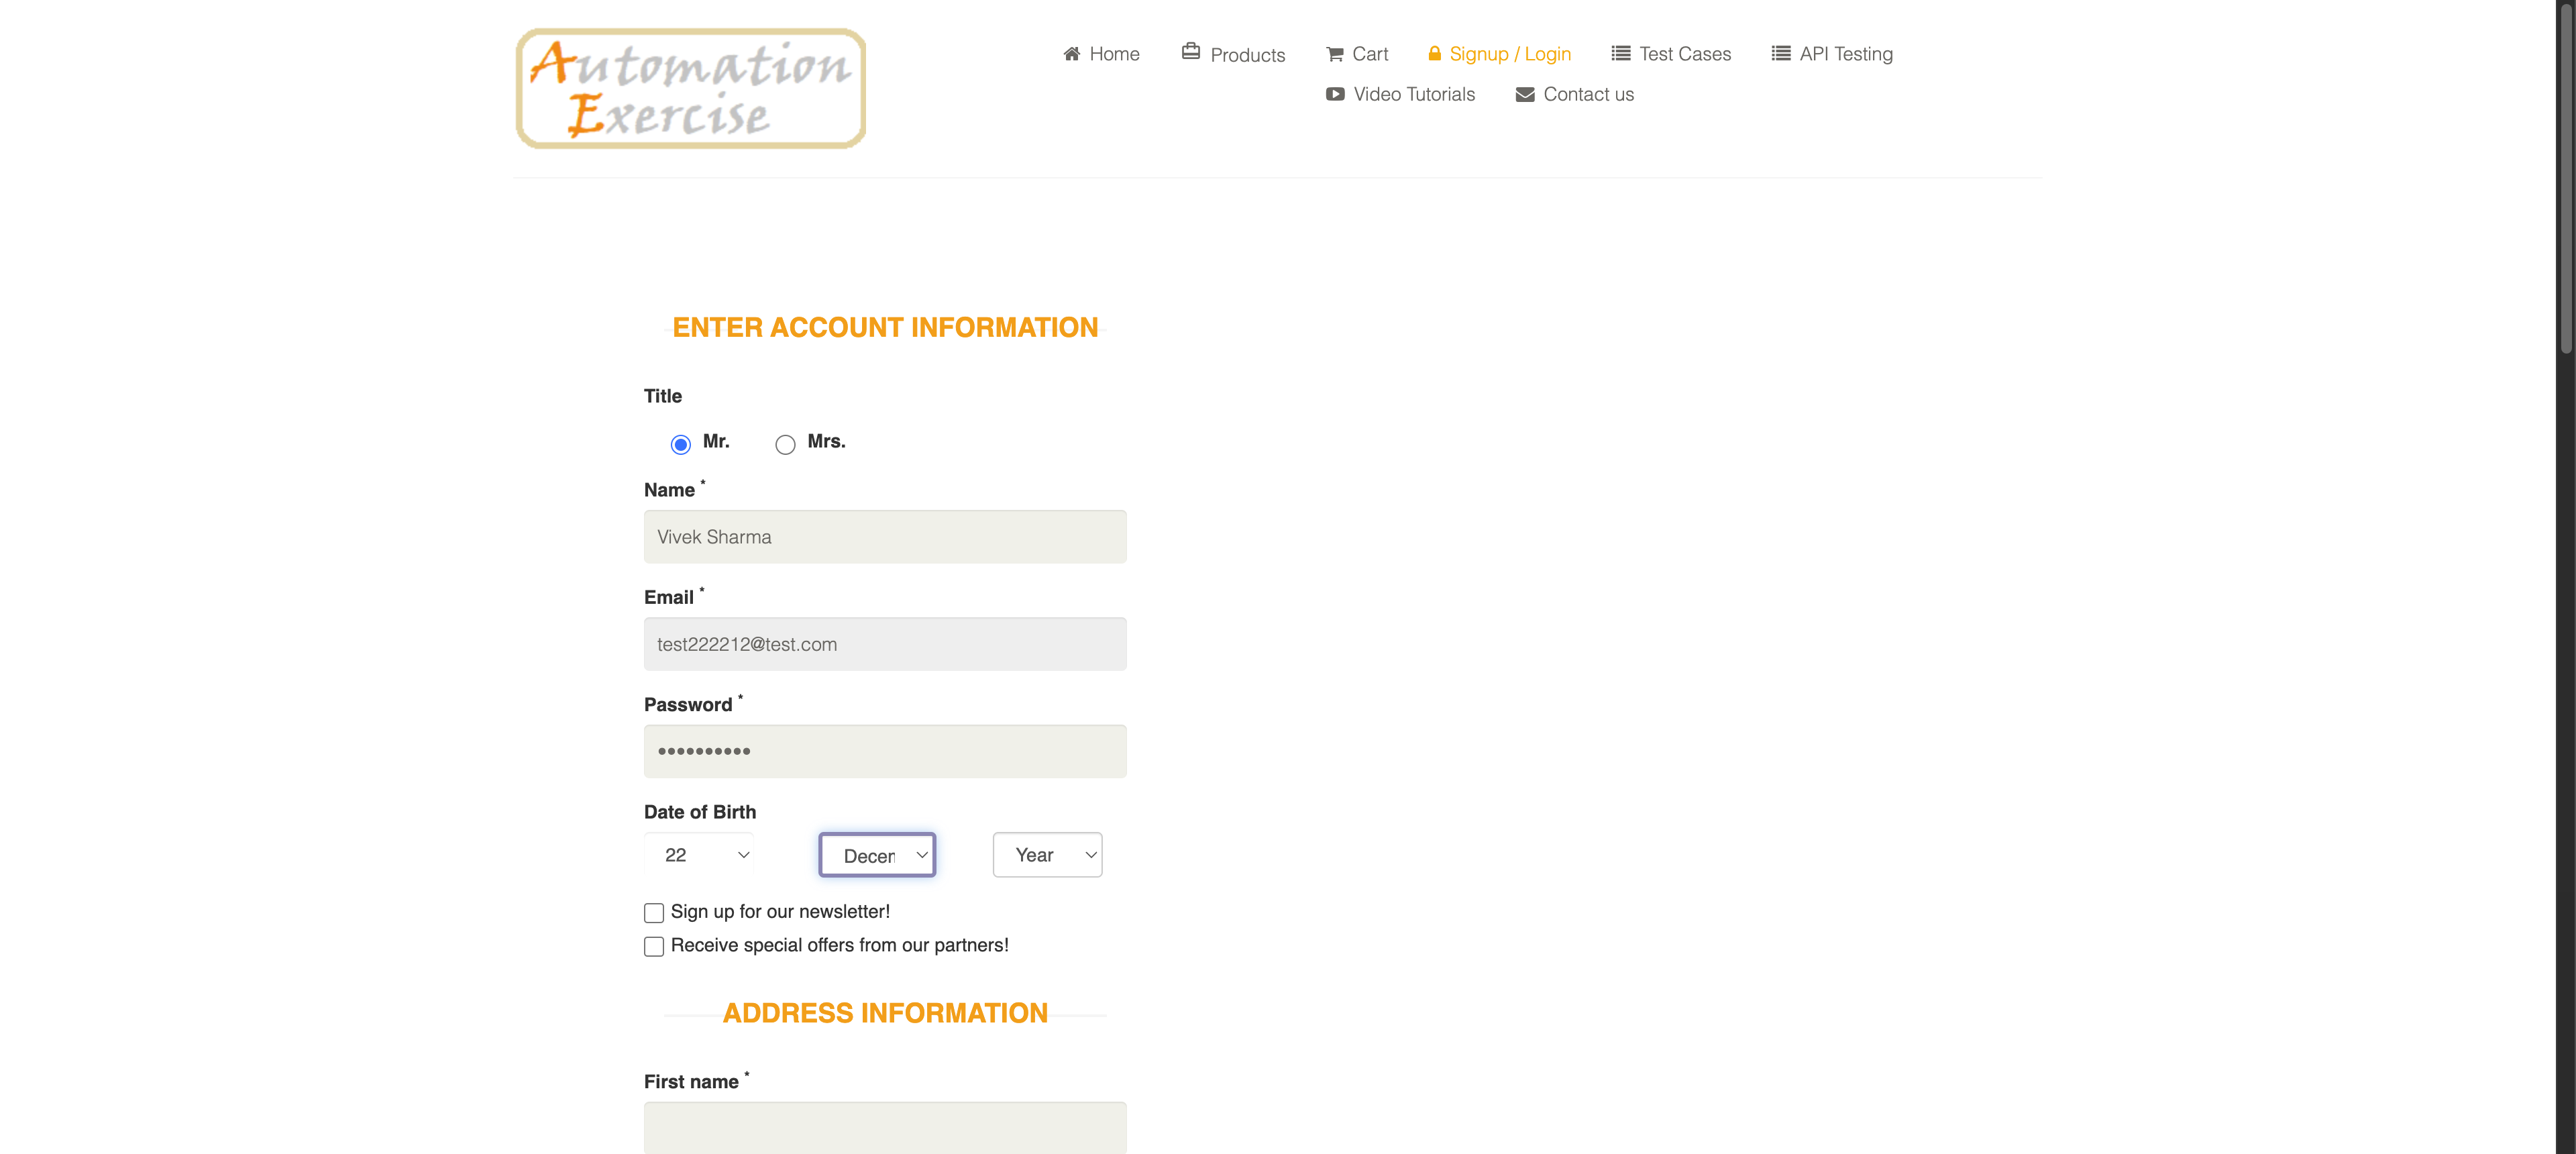 Automation
Exercise
Home
Products
Cart
Signup / Login
Test Cases
API Testing
Video Tutorials
Contact us
ENTER ACCOUNT INFORMATION
Title
Mr.
Mrs.
Name *
Vivek Sharma
Email *
test222212@test.com
Password *
••••••••••
Date of Birth
22
Decem
Year
Sign up for our newsletter!
Receive special offers from our partners!
ADDRESS INFORMATION
First name *